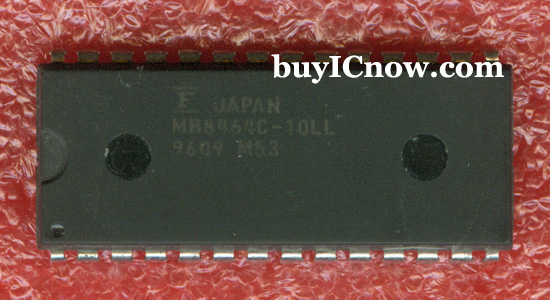 buyICnow.com
F JAPAN
MB8464C-10LL
9609 M53